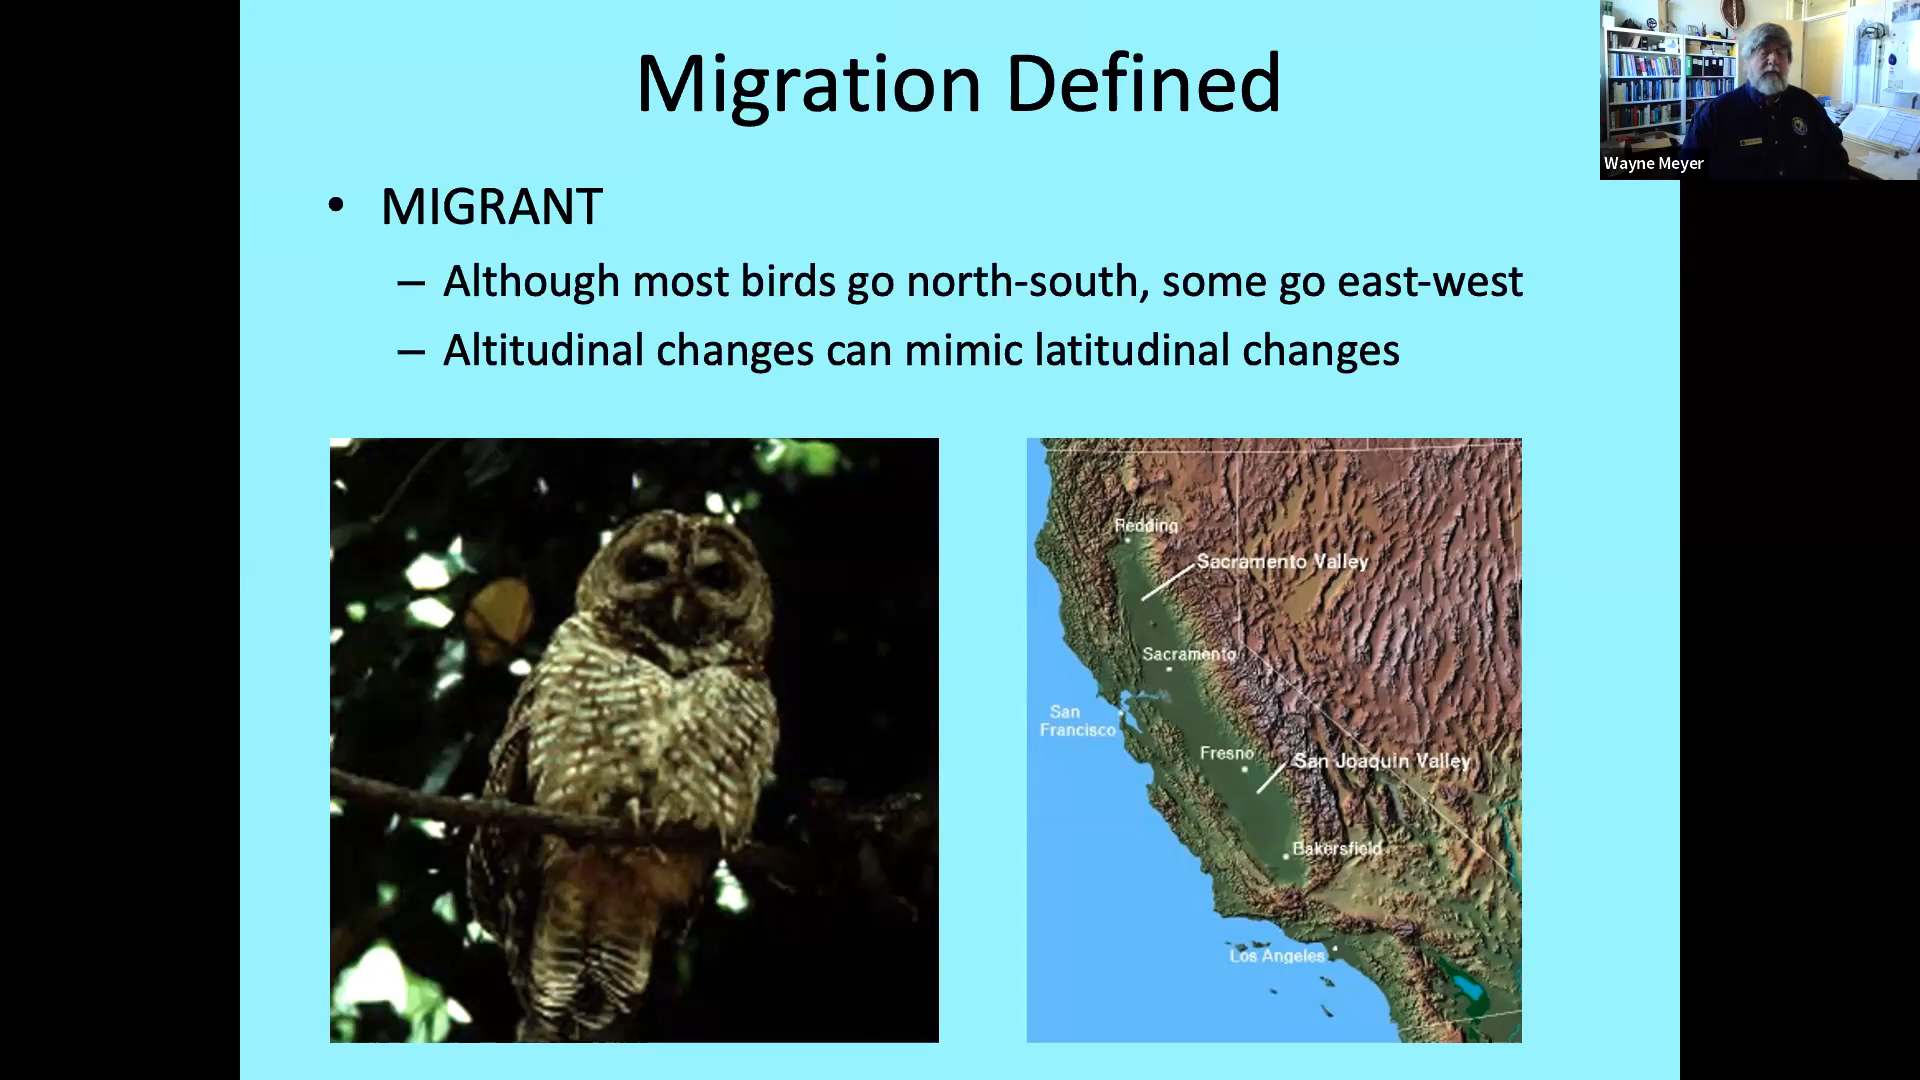 Migration Defined
Wayne Meyer
• MIGRANT
– Although most birds go north-south, some go east-west
– Altitudinal changes can mimic latitudinal changes
Redding
Sacramento Valley
Sacramento
San
Francisco
Fresno
San Joaquin Valley
Bakersfield
Los Angeles